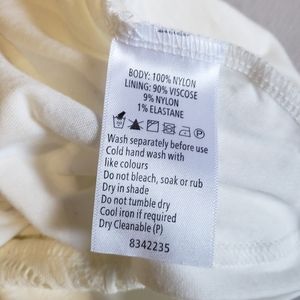 BODY: 100% NYLON
LINING: 90% VISCOSE
9% NYLON
1% ELASTANE
P
Wash separately before use
Cold hand wash with
like colours
Do not bleach, soak or rub
Dry in shade
Do not tumble dry
Cool iron if required
Dry Cleanable (P)
8342235